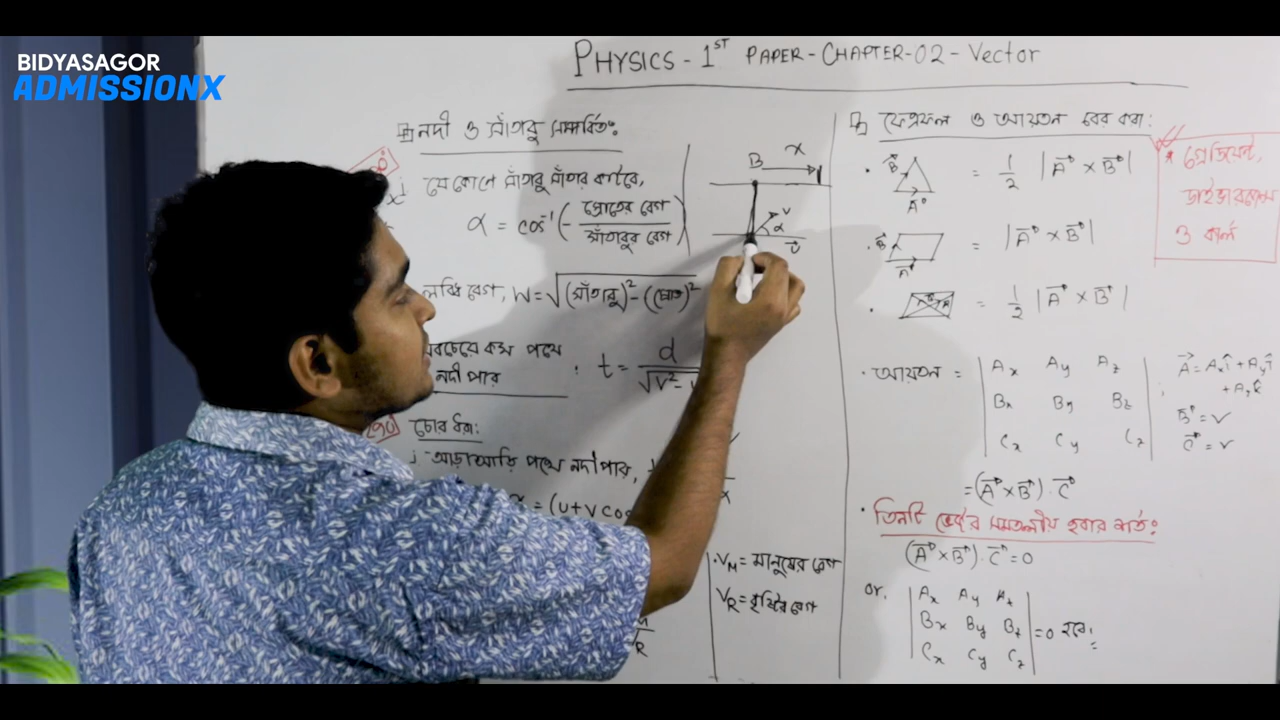 BIDYASAGOR
ADMISSIONX
PHYSICS - 1ST PAPER - CHAPTER-02 - Vector
নদী ও সাঁতারু সম্পর্কিত:
যে কোণে সাঁতারু সাঁতার কাটবে,
α = cos⁻¹(- স্রোতের বেগ / সাঁতারুর বেগ)
লব্ধি বেগ, W = √(সাঁতারু)² - (স্রোত)²
সবচেয়ে কম পথে
নদী পার
t = d / √V² -
চোর ধরা:
আড়াআড়ি পথে নদী পার,
= (U + V cos
B x
V
α
U
V_M = মানুষের বেগ
V_R = বৃষ্টির বেগ
ক্ষেত্রফল ও আয়তন বের করা:
B⃗ A⃗ = 1/2 |A⃗ × B⃗|
B⃗ A⃗ = |A⃗ × B⃗|
= 1/2 |A⃗ × B⃗|
আয়তন =
Ax Ay Az
Bx By Bz
Cx Cy Cz
A⃗ = Axî + Ayĵ
+ Azk̂
B⃗ = ✓
C⃗ = ✓
= (A⃗ × B⃗) . C⃗
তিনটি ভেক্টর সমতলীয় হবার শর্ত:
(A⃗ × B⃗) . C⃗ = 0
or,
Ax Ay Az
Bx By Bz = 0 হবে!
Cx Cy Cz
* গ্রেডিয়েন্ট,
ডাইভারজেন্স
ও কার্ল